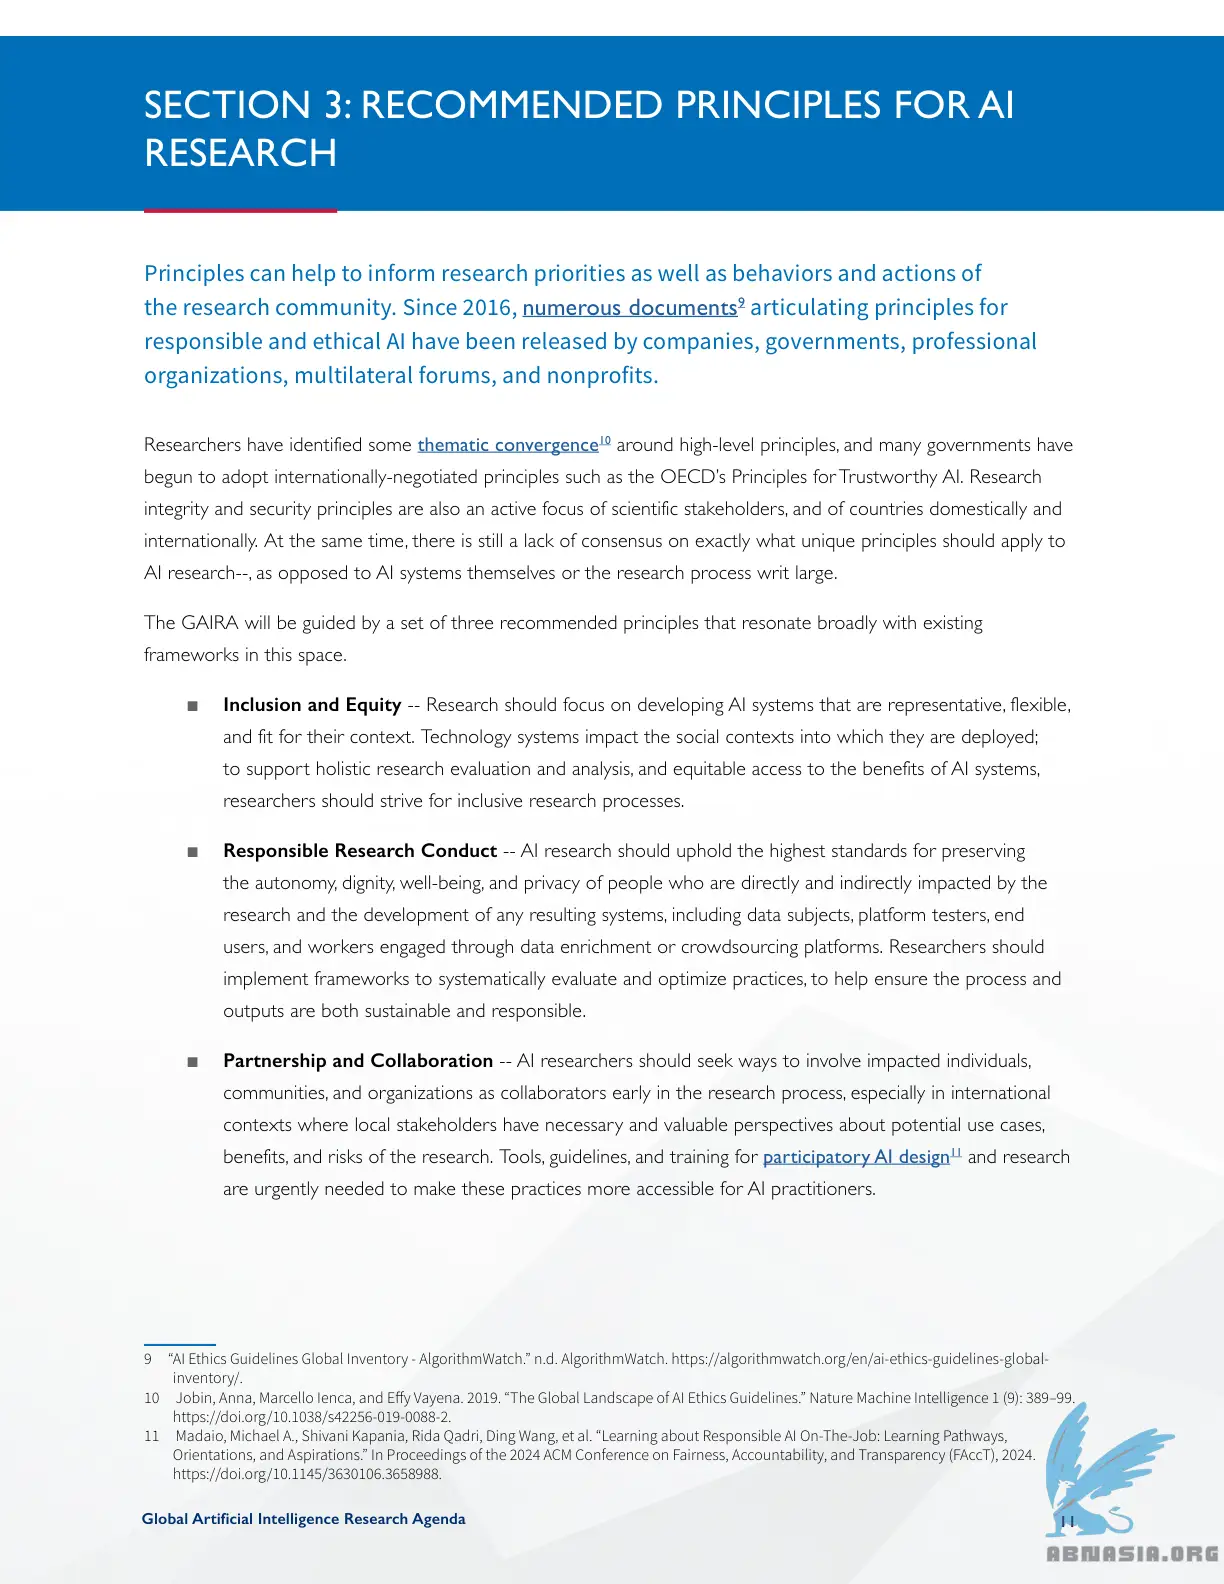 SECTION 3: RECOMMENDED PRINCIPLES FOR AI
RESEARCH
Principles can help to inform research priorities as well as behaviors and actions of
the research community. Since 2016, numerous documents9 articulating principles for
responsible and ethical AI have been released by companies, governments, professional
organizations, multilateral forums, and nonprofits.
Researchers have identified some thematic convergence10 around high-level principles, and many governments have
begun to adopt internationally-negotiated principles such as the OECD's Principles for Trustworthy AI. Research
integrity and security principles are also an active focus of scientific stakeholders, and of countries domestically and
internationally. At the same time, there is still a lack of consensus on exactly what unique principles should apply to
AI research--, as opposed to AI systems themselves or the research process writ large.
The GAIRA will be guided by a set of three recommended principles that resonate broadly with existing
frameworks in this space.
■ Inclusion and Equity -- Research should focus on developing AI systems that are representative, flexible,
and fit for their context. Technology systems impact the social contexts into which they are deployed;
to support holistic research evaluation and analysis, and equitable access to the benefits of AI systems,
researchers should strive for inclusive research processes.
■ Responsible Research Conduct -- AI research should uphold the highest standards for preserving
the autonomy, dignity, well-being, and privacy of people who are directly and indirectly impacted by the
research and the development of any resulting systems, including data subjects, platform testers, end
users, and workers engaged through data enrichment or crowdsourcing platforms. Researchers should
implement frameworks to systematically evaluate and optimize practices, to help ensure the process and
outputs are both sustainable and responsible.
■ Partnership and Collaboration -- AI researchers should seek ways to involve impacted individuals,
communities, and organizations as collaborators early in the research process, especially in international
contexts where local stakeholders have necessary and valuable perspectives about potential use cases,
benefits, and risks of the research. Tools, guidelines, and training for participatory AI design11 and research
are urgently needed to make these practices more accessible for AI practitioners.
9 “AI Ethics Guidelines Global Inventory - AlgorithmWatch.” n.d. AlgorithmWatch. https://algorithmwatch.org/en/ai-ethics-guidelines-global-
inventory/.
10 Jobin, Anna, Marcello Ienca, and Effy Vayena. 2019. “The Global Landscape of AI Ethics Guidelines.” Nature Machine Intelligence 1 (9): 389–99.
https://doi.org/10.1038/s42256-019-0088-2.
11 Madaio, Michael A., Shivani Kapania, Rida Qadri, Ding Wang, et al. “Learning about Responsible AI On-The-Job: Learning Pathways,
Orientations, and Aspirations.” In Proceedings of the 2024 ACM Conference on Fairness, Accountability, and Transparency (FAccT), 2024.
https://doi.org/10.1145/3630106.3658988.
Global Artificial Intelligence Research Agenda
11
ABNASIA.ORG